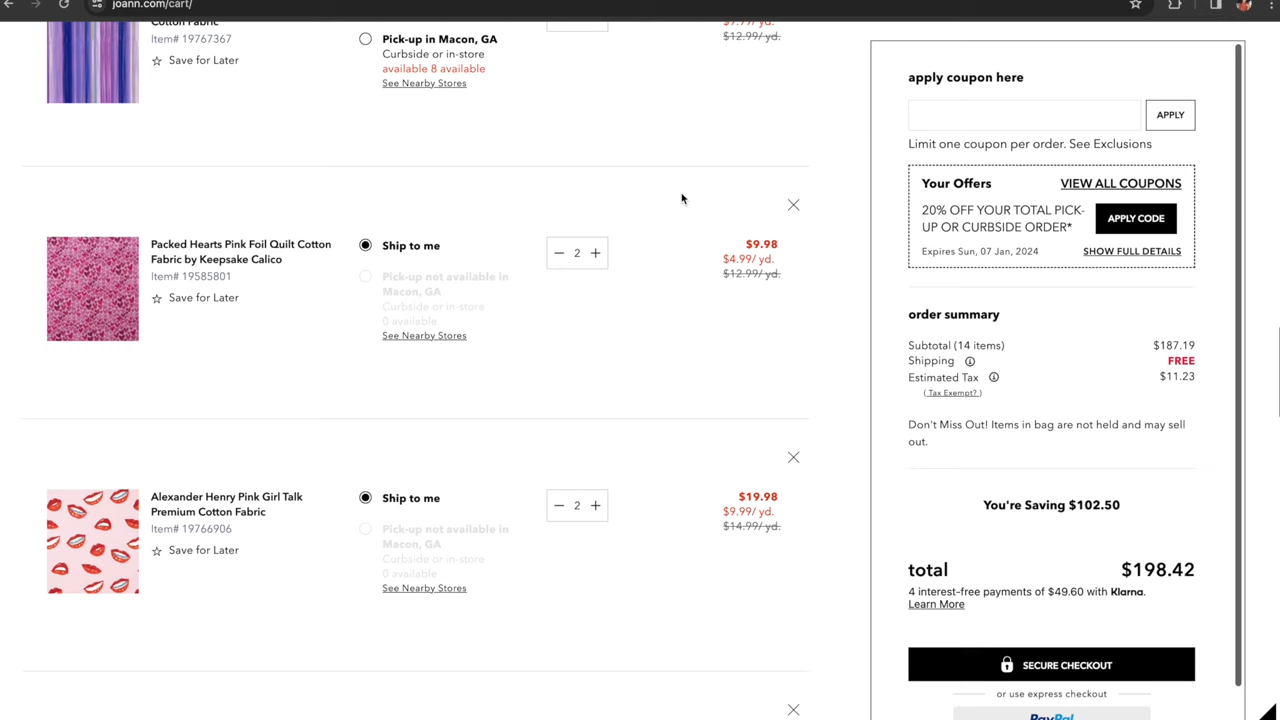 joann.com/cart/
Cotton Fabric
Item# 19767367
Save for Later
Pick-up in Macon, GA
Curbside or in-store
available 8 available
See Nearby Stores
$12.99/ yd.
Packed Hearts Pink Foil Quilt Cotton
Fabric by Keepsake Calico
Item# 19585801
Save for Later
Ship to me
Pick-up not available in
Macon, GA
Curbside or in-store
0 available
See Nearby Stores
2
$9.98
$4.99/ yd.
$12.99/ yd.
Alexander Henry Pink Girl Talk
Premium Cotton Fabric
Item# 19766906
Save for Later
Ship to me
Pick-up not available in
Macon, GA
Curbside or in-store
0 available
See Nearby Stores
2
$19.98
$9.99/ yd.
$14.99/ yd.
apply coupon here
APPLY
Limit one coupon per order. See Exclusions
Your Offers VIEW ALL COUPONS
20% OFF YOUR TOTAL PICK-
UP OR CURBSIDE ORDER*
APPLY CODE
Expires Sun, 07 Jan, 2024 SHOW FULL DETAILS
order summary
Subtotal (14 items) $187.19
Shipping FREE
Estimated Tax $11.23
( Tax Exempt? )
Don't Miss Out! Items in bag are not held and may sell
out.
You're Saving $102.50
total $198.42
4 interest-free payments of $49.60 with Klarna.
Learn More
SECURE CHECKOUT
or use express checkout
PayPal